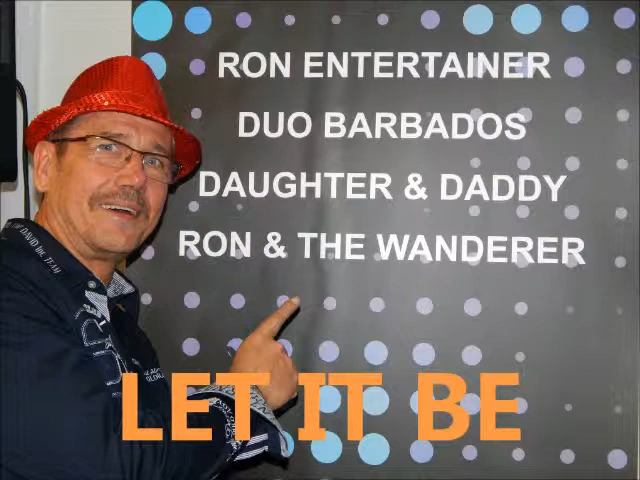 RON ENTERTAINER
DUO BARBADOS
DAUGHTER & DADDY
RON & THE WANDERER
LET IT BE